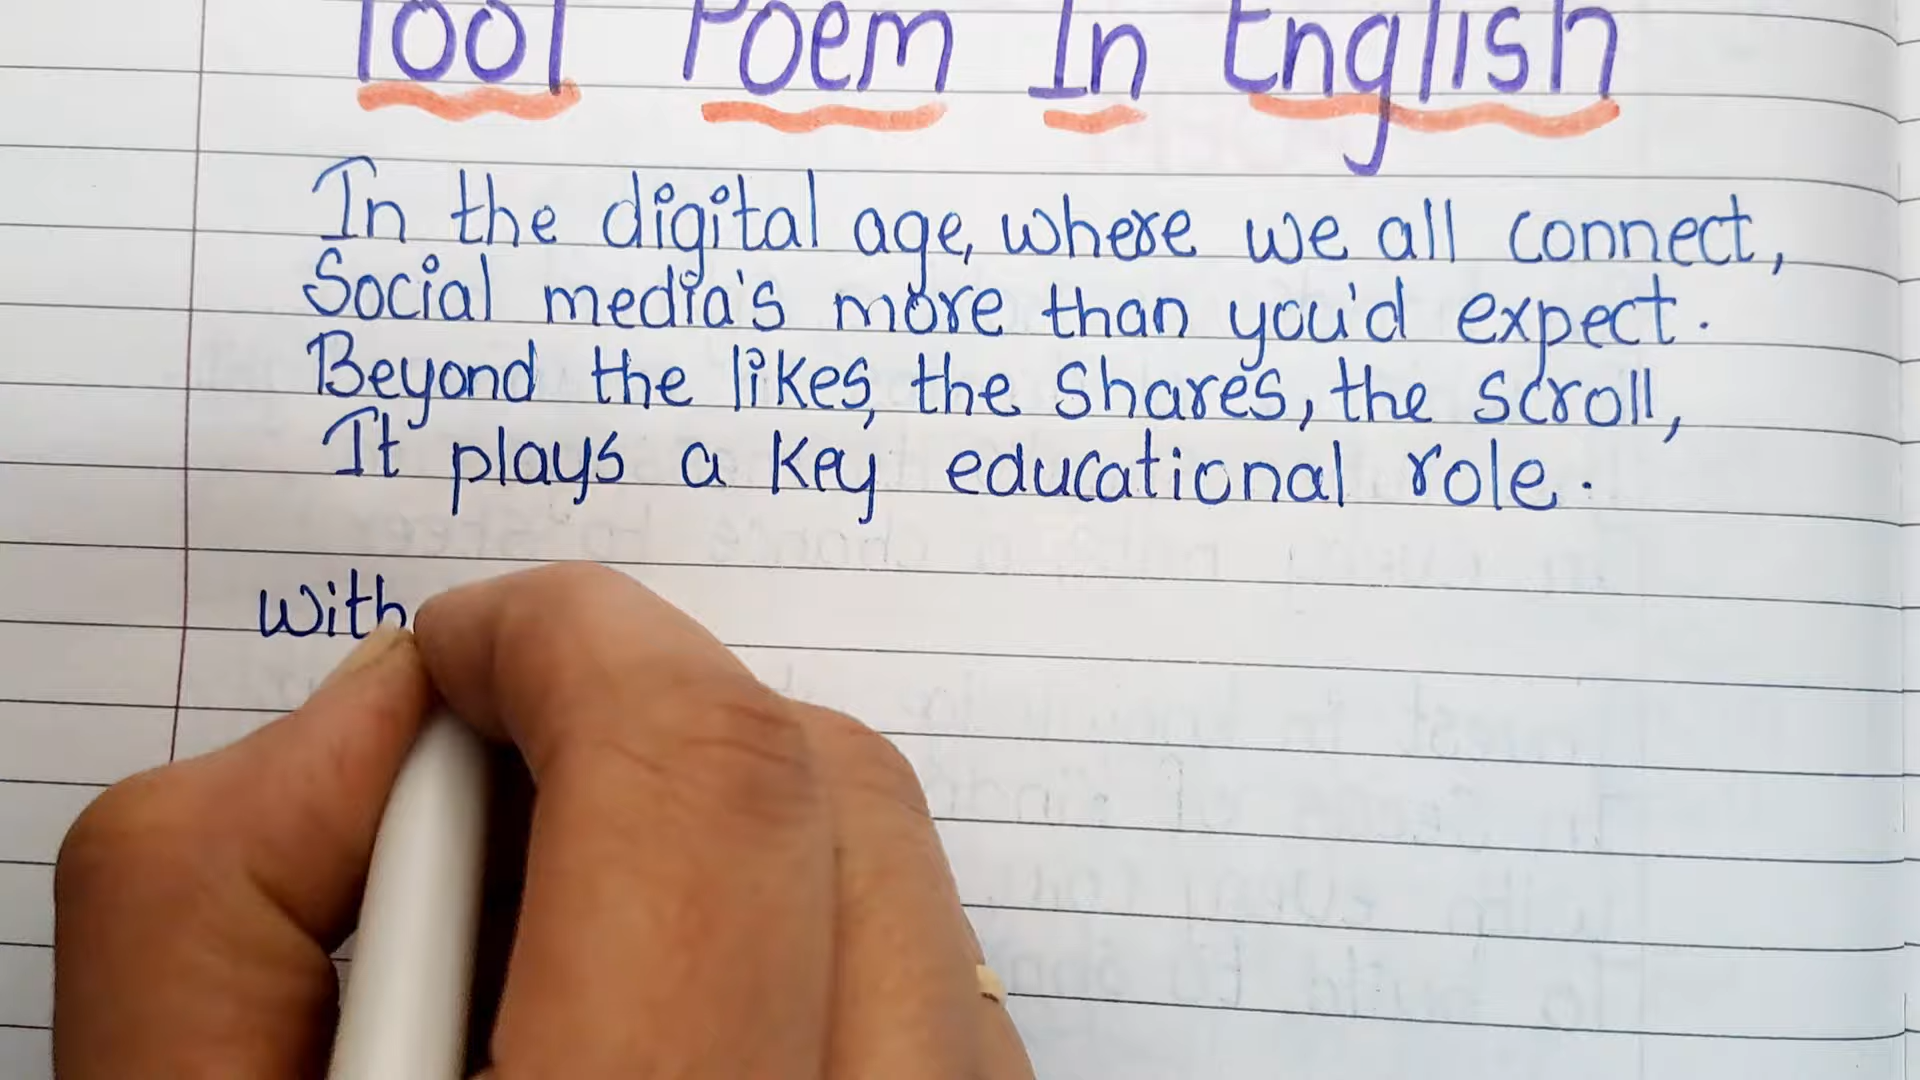 Tool Poem In English
In the digital age, where we all connect,
Social media's more than you'd expect.
Beyond the likes, the shares, the scroll,
It plays a key educational role.
With